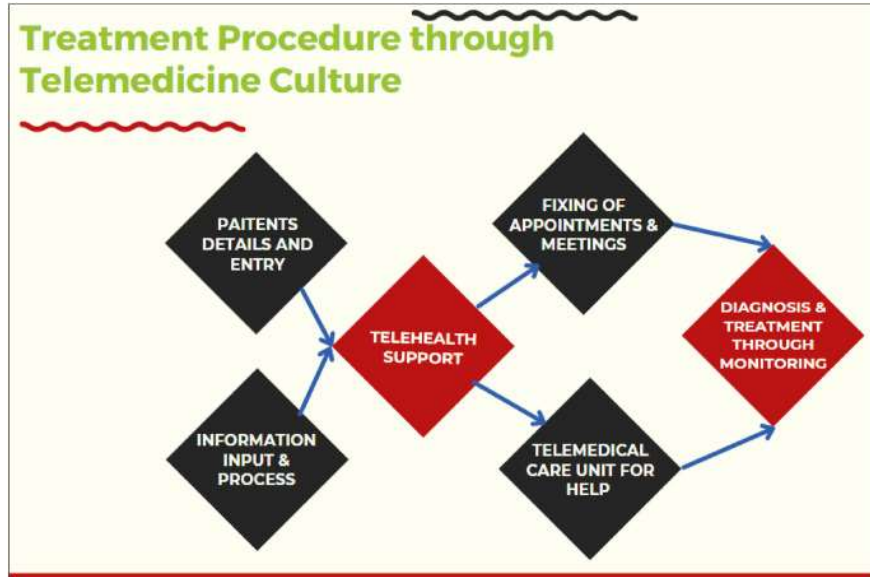 Treatment Procedure through
Telemedicine Culture
PAITENTS
DETAILS AND
ENTRY
INFORMATION
INPUT &
PROCESS
TELEHEALTH
SUPPORT
FIXING OF
APPOINTMENTS &
MEETINGS
TELEMEDICAL
CARE UNIT FOR
HELP
DIAGNOSIS &
TREATMENT
THROUGH
MONITORING